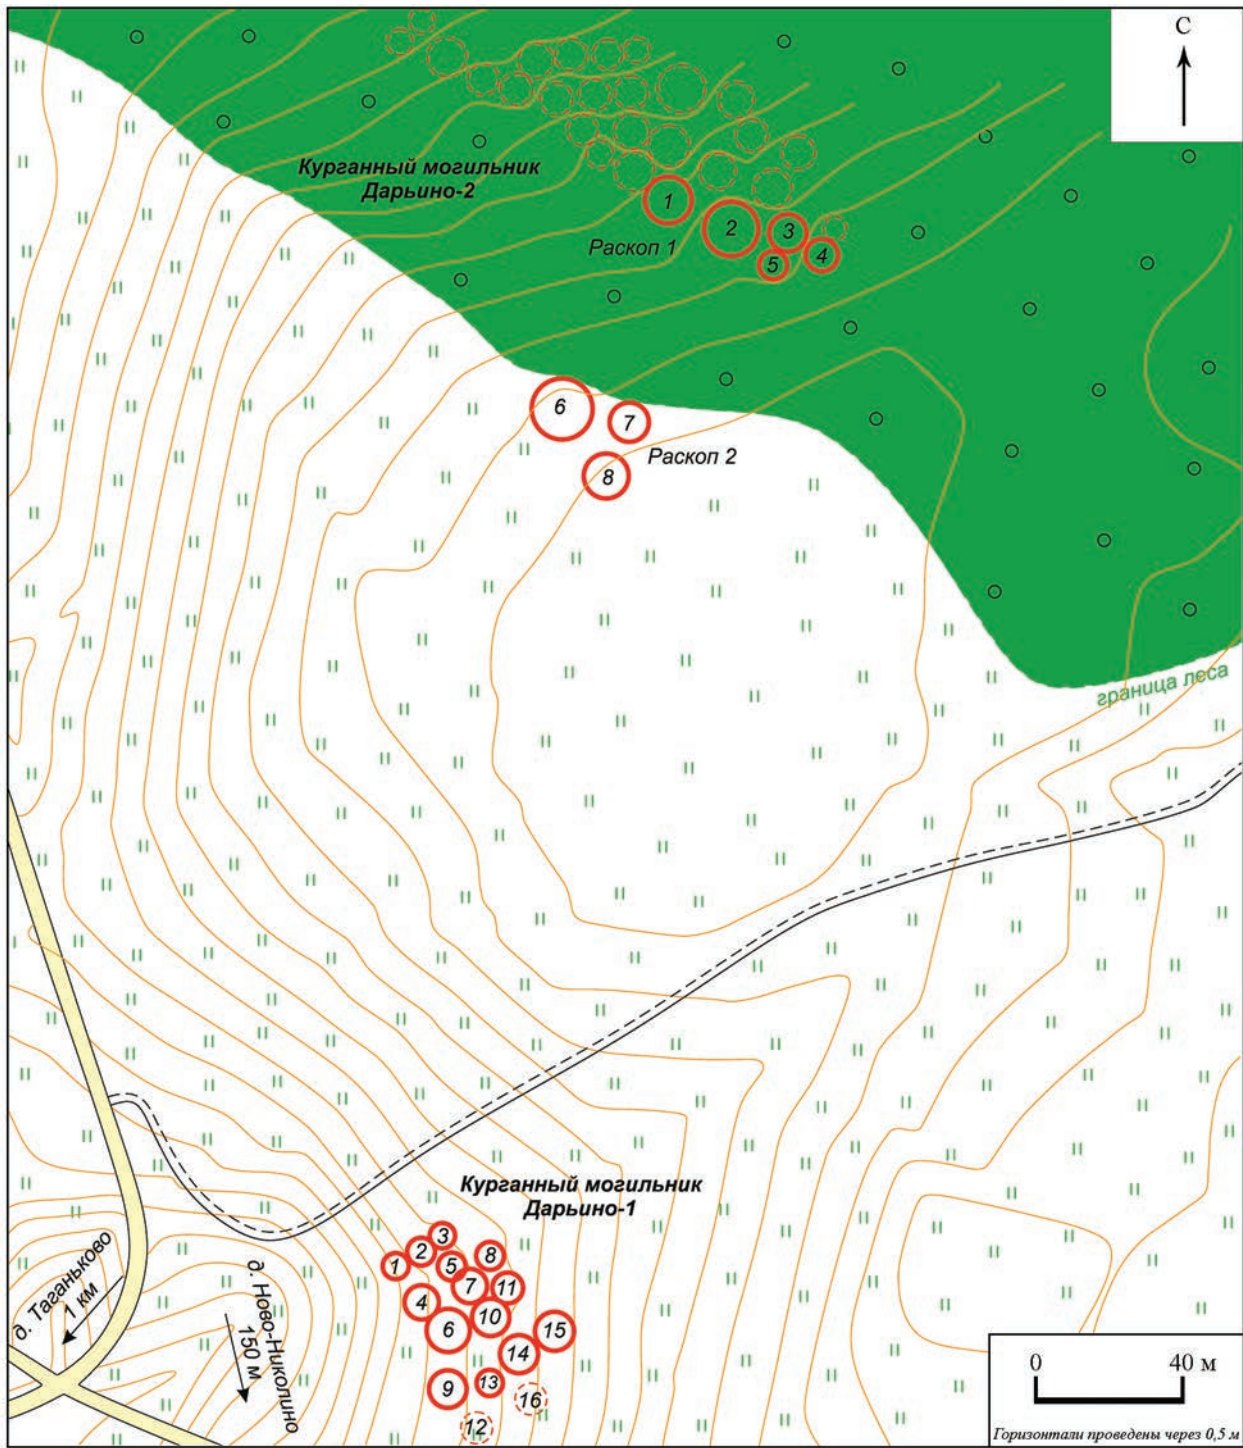 С
Курганный могильник
Дарьино-2
1
2
3
4
5
Раскоп 1
6
7
8
Раскоп 2
граница леса
Курганный могильник
Дарьино-1
3
2
1
5
8
7
11
4
10
6
15
14
13
9
16
12
д. Таганьково
1 км
д. Ново-Николино
150 м
0 40 м
Горизонтали проведены через 0,5 м